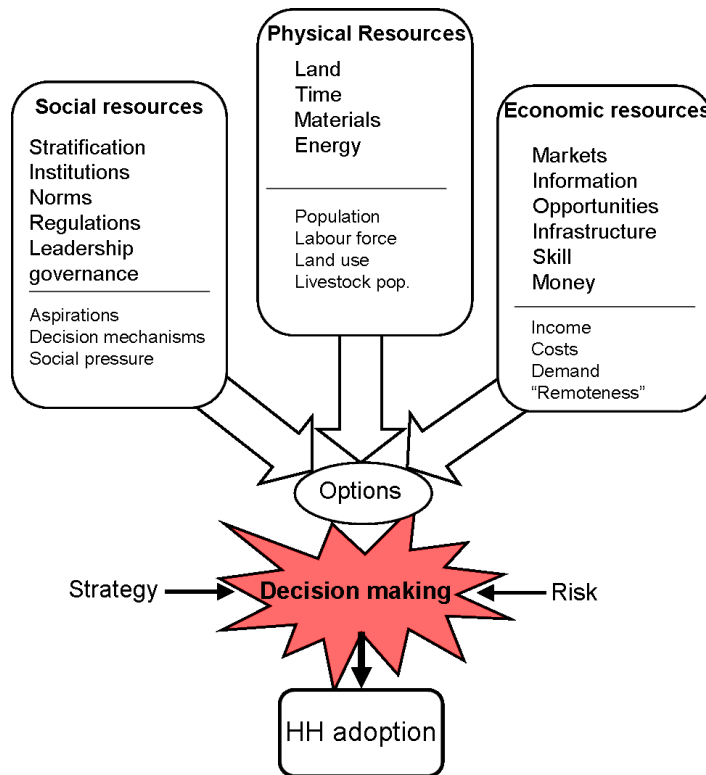 Social resources
Stratification
Institutions
Norms
Regulations
Leadership
governance
Aspirations
Decision mechanisms
Social pressure
Physical Resources
Land
Time
Materials
Energy
Population
Labour force
Land use
Livestock pop.
Economic resources
Markets
Information
Opportunities
Infrastructure
Skill
Money
Income
Costs
Demand
“Remoteness”
Options
Strategy
Decision making
Risk
HH adoption